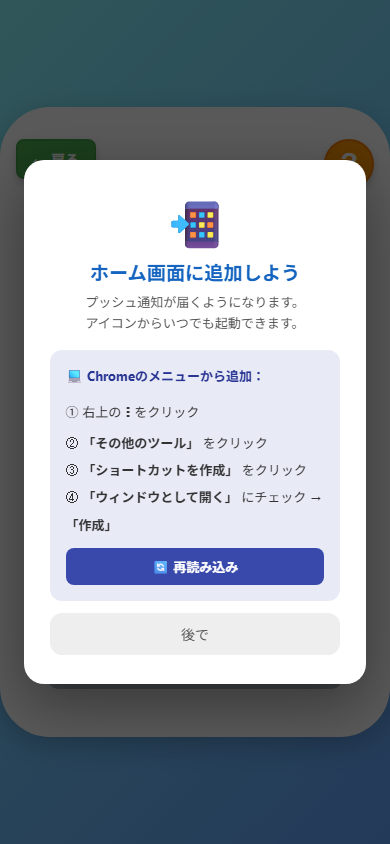 ホーム画面に追加しよう
プッシュ通知が届くようになります。
アイコンからいつでも起動できます。
Chromeのメニューから追加：
① 右上の ⋮ をクリック
② 「その他のツール」 をクリック
③ 「ショートカットを作成」 をクリック
④ 「ウィンドウとして開く」 にチェック →
「作成」
再読み込み
後で